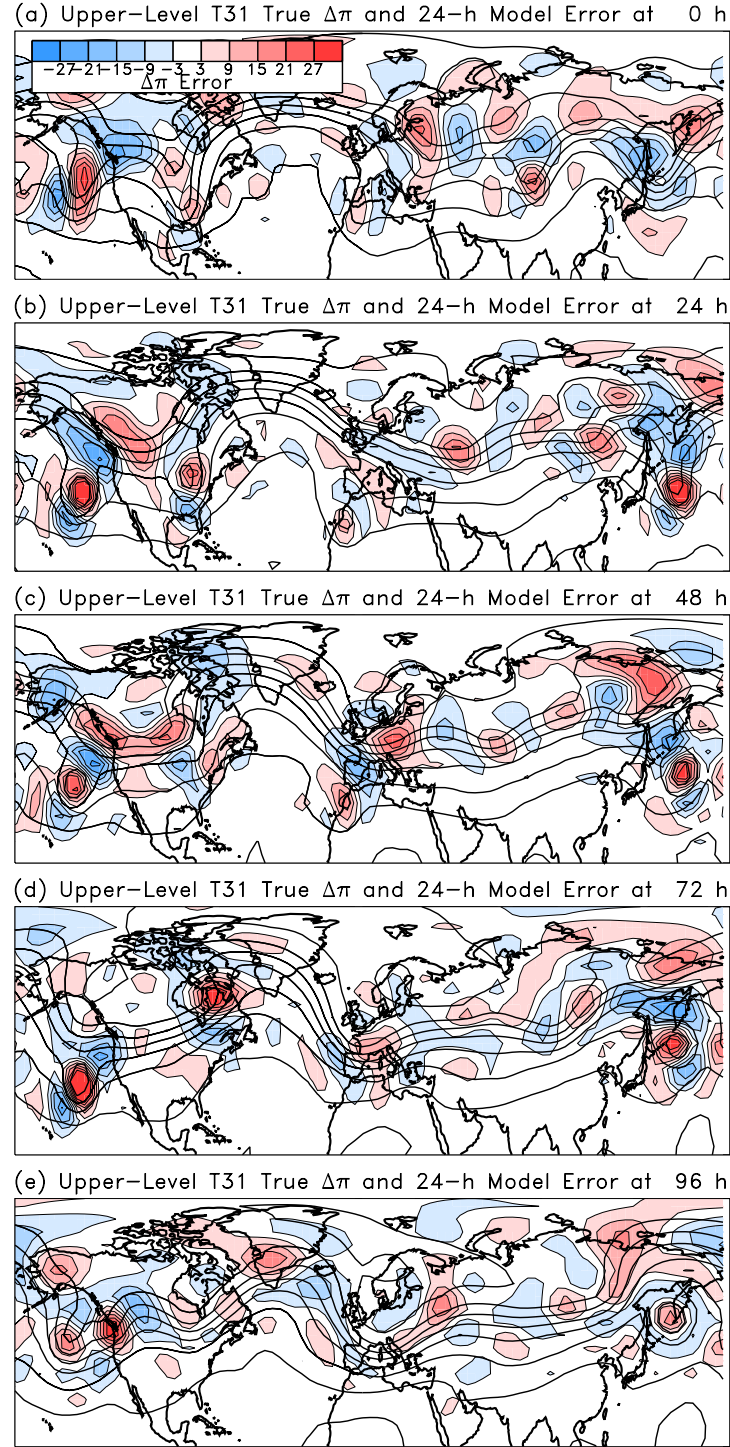 (a) Upper-Level T31 True Δπ and 24-h Model Error at 0 h
-27 -21 -15 -9 -3 3 9 15 21 27
Δπ Error
(b) Upper-Level T31 True Δπ and 24-h Model Error at 24 h
(c) Upper-Level T31 True Δπ and 24-h Model Error at 48 h
(d) Upper-Level T31 True Δπ and 24-h Model Error at 72 h
(e) Upper-Level T31 True Δπ and 24-h Model Error at 96 h